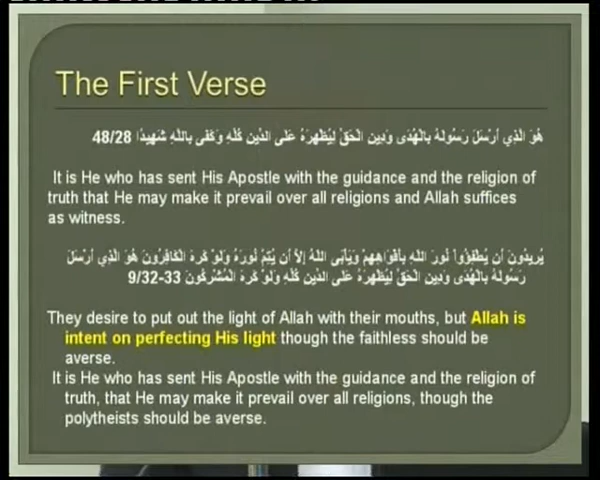 The First Verse
هُوَ الَّذِي أَرْسَلَ رَسُولَهُ بِالْهُدَى وَدِينِ الْحَقِّ لِيُظْهِرَهُ عَلَى الدِّينِ كُلِّهِ وَكَفَى بِاللَّهِ شَهِيدًا 48/28
It is He who has sent His Apostle with the guidance and the religion of
truth that He may make it prevail over all religions and Allah suffices
as witness.
يُرِيدُونَ أَن يُطْفِؤُواْ نُورَ اللّهِ بِأَفْوَاهِهِمْ وَيَأْبَى اللّهُ إِلاَّ أَن يُتِمَّ نُورَهُ وَلَوْ كَرِهَ الْكَافِرُونَ هُوَ الَّذِي أَرْسَلَ
رَسُولَهُ بِالْهُدَى وَدِينِ الْحَقِّ لِيُظْهِرَهُ عَلَى الدِّينِ كُلِّهِ وَلَوْ كَرِهَ الْمُشْرِكُونَ 9/32-33
They desire to put out the light of Allah with their mouths, but Allah is
intent on perfecting His light though the faithless should be
averse.
It is He who has sent His Apostle with the guidance and the religion of
truth, that He may make it prevail over all religions, though the
polytheists should be averse.